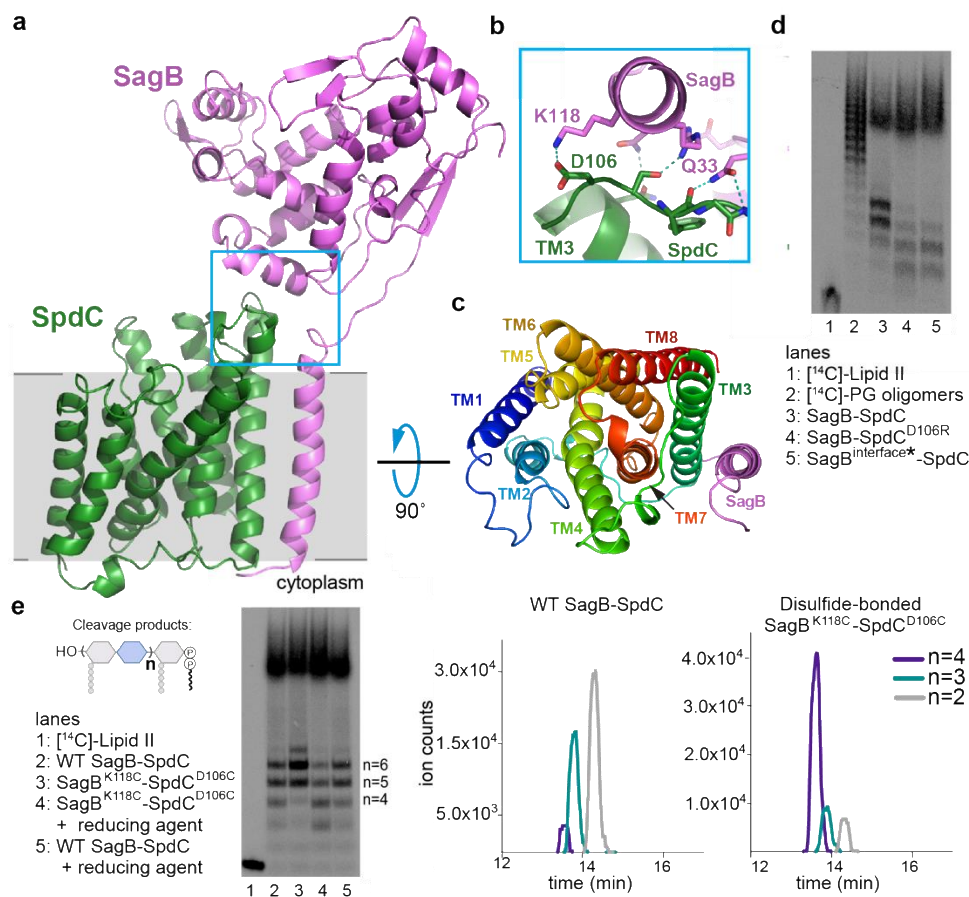 a
SagB
SpdC
cytoplasm
90°
b
SagB
K118
D106
Q33
TM3
SpdC
c
TM6
TM5
TM8
TM1
TM3
TM2
TM4
TM7
SagB
d
1 2 3 4 5
lanes
1: [14C]-Lipid II
2: [14C]-PG oligomers
3: SagB-SpdC
4: SagB-SpdCD106R
5: SagBinterface*-SpdC
e
Cleavage products:
HO
n
P
P
lanes
1: [14C]-Lipid II
2: WT SagB-SpdC
3: SagBK118C-SpdCD106C
4: SagBK118C-SpdCD106C
+ reducing agent
5: WT SagB-SpdC
+ reducing agent
n=6
n=5
n=4
1 2 3 4 5
WT SagB-SpdC
ion counts
3.0x10⁴
1.5x10⁴
5.0x10³
12 14 16
time (min)
Disulfide-bonded
SagBK118C-SpdCD106C
4.0x10⁴
3.0x10⁴
2.0x10⁴
1.0x10⁴
12 14 16
time (min)
n=4
n=3
n=2